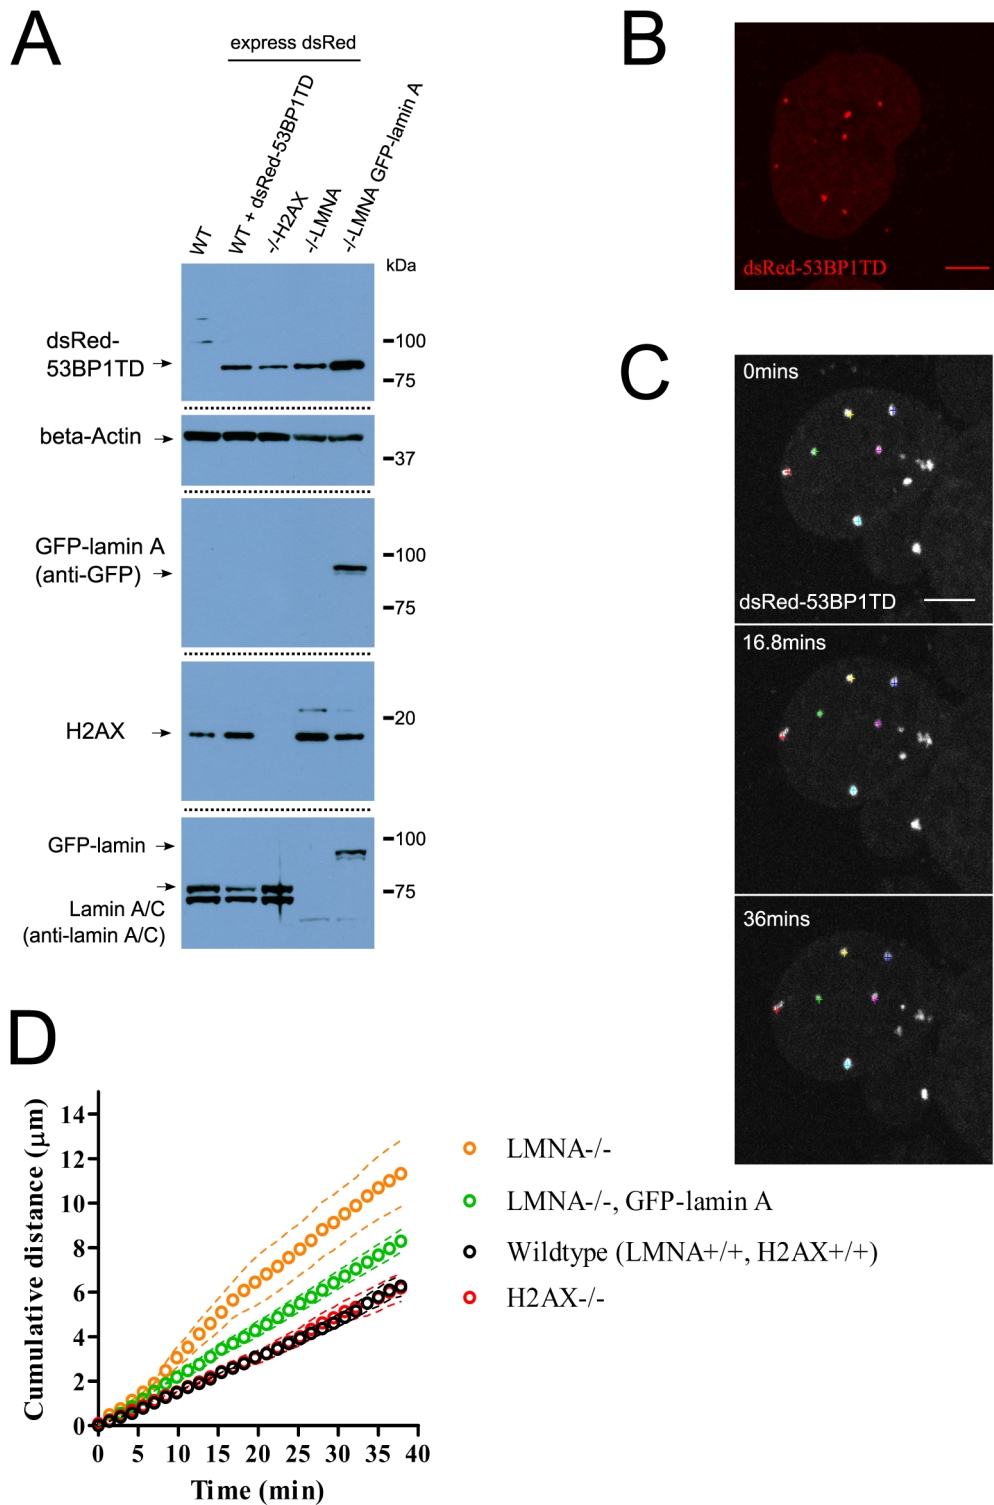 A
express dsRed
WT
WT + dsRed-53BP1TD
-/-H2AX
-/-LMNA
-/-LMNA GFP-lamin A
kDa
dsRed-
53BP1TD
100
75
beta-Actin
37
GFP-lamin A
(anti-GFP)
100
75
H2AX
20
GFP-lamin
100
75
Lamin A/C
(anti-lamin A/C)
B
dsRed-53BP1TD
C
0mins
dsRed-53BP1TD
16.8mins
36mins
D
Cumulative distance (μm)
14
12
10
8
6
4
2
0
0 5 10 15 20 25 30 35 40
Time (min)
LMNA-/-
LMNA-/-, GFP-lamin A
Wildtype (LMNA+/+, H2AX+/+)
H2AX-/-